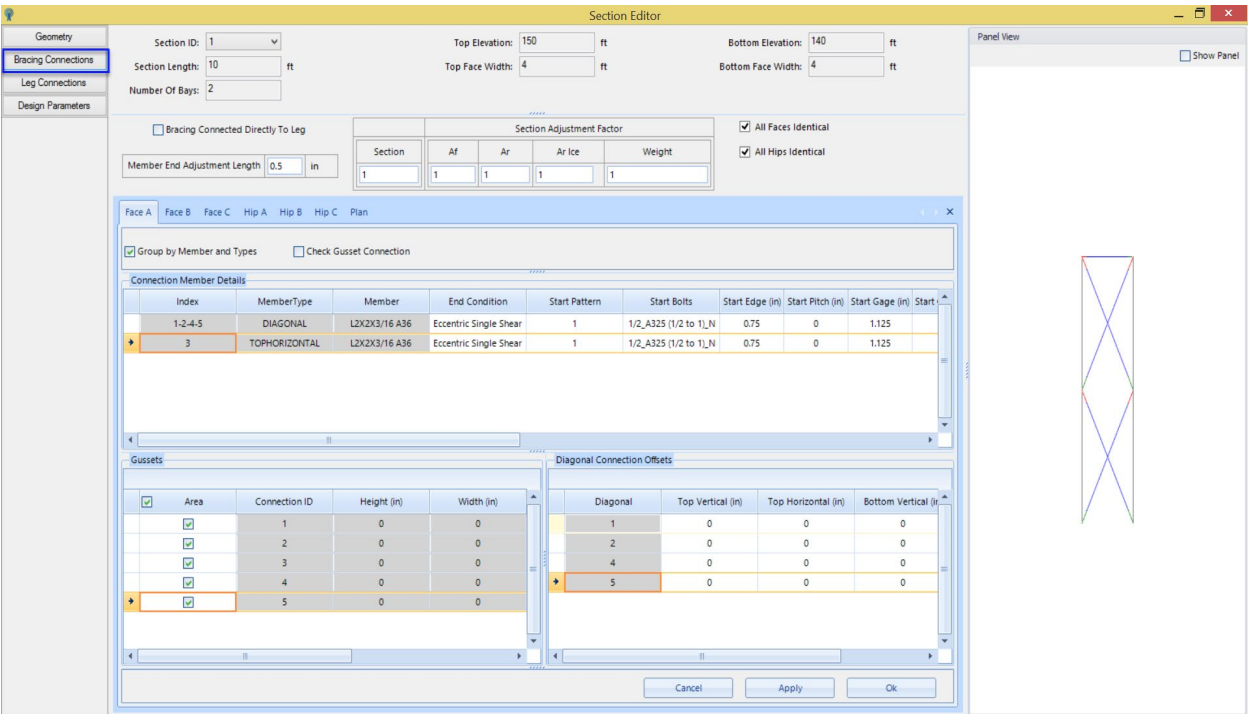 Section Editor
Geometry
Bracing Connections
Leg Connections
Design Parameters
Section ID: 1 Top Elevation: 150 ft Bottom Elevation: 140 ft
Section Length: 10 ft Top Face Width: 4 ft Bottom Face Width: 4 ft
Number Of Bays: 2
Bracing Connected Directly To Leg
Member End Adjustment Length 0.5 in
Section Adjustment Factor
Section Af Ar Ar Ice Weight
1 1 1 1 1
All Faces Identical
All Hips Identical
Face A Face B Face C Hip A Hip B Hip C Plan
Group by Member and Types Check Gusset Connection
Connection Member Details
Index MemberType Member End Condition Start Pattern Start Bolts Start Edge (in) Start Pitch (in) Start Gage (in) Start
1-2-4-5 DIAGONAL L2X2X3/16 A36 Eccentric Single Shear 1 1/2_A325 (1/2 to 1)_N 0.75 0 1.125
3 TOPHORIZONTAL L2X2X3/16 A36 Eccentric Single Shear 1 1/2_A325 (1/2 to 1)_N 0.75 0 1.125
Gussets
Area Connection ID Height (in) Width (in)
1 0 0
2 0 0
3 0 0
4 0 0
5 0 0
Diagonal Connection Offsets
Diagonal Top Vertical (in) Top Horizontal (in) Bottom Vertical (in
1 0 0 0
2 0 0 0
4 0 0 0
5 0 0 0
Cancel Apply Ok
Panel View
Show Panel